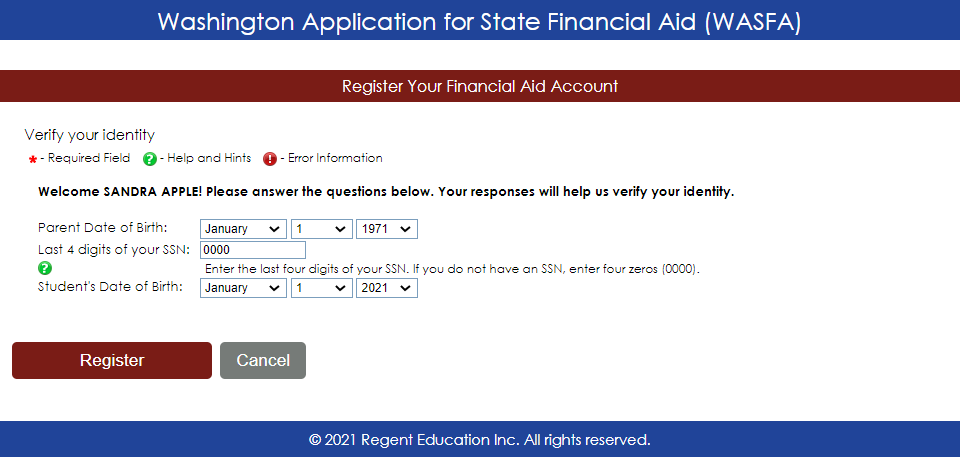 Washington Application for State Financial Aid (WASFA)
Register Your Financial Aid Account
Verify your identity
* - Required Field ? - Help and Hints ! - Error Information
Welcome SANDRA APPLE! Please answer the questions below. Your responses will help us verify your identity.
Parent Date of Birth: January 1 1971
Last 4 digits of your SSN: 0000
? Enter the last four digits of your SSN. If you do not have an SSN, enter four zeros (0000).
Student's Date of Birth: January 1 2021
Register Cancel
© 2021 Regent Education Inc. All rights reserved.